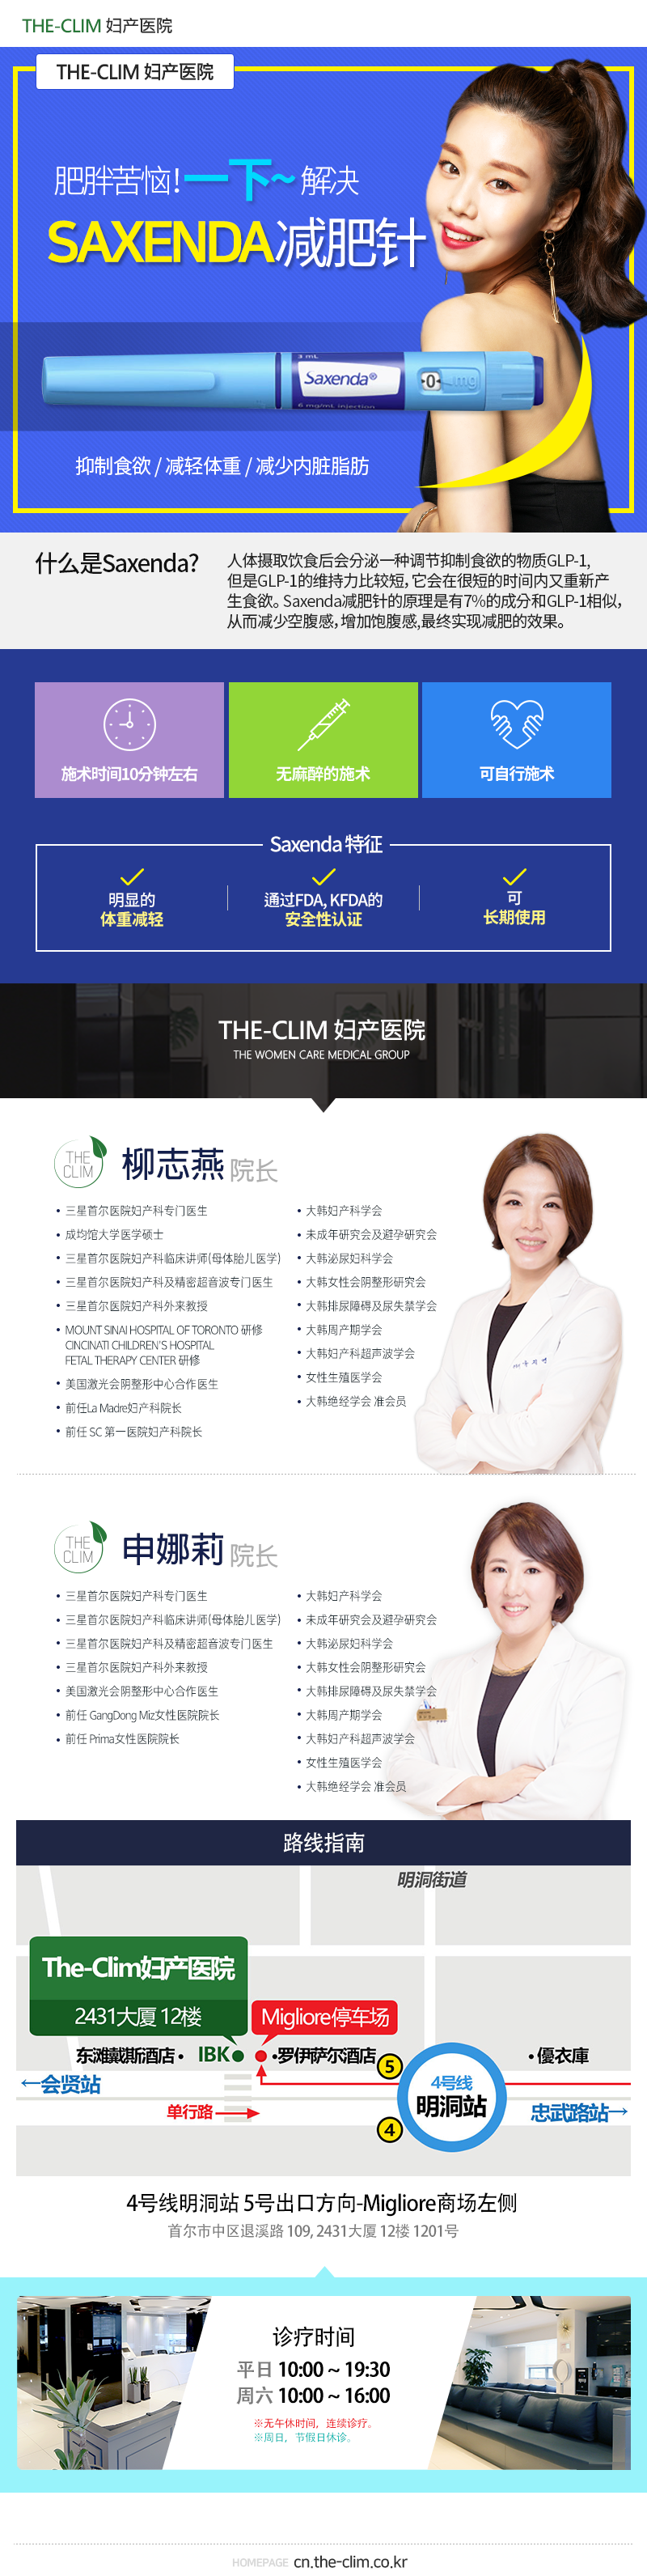 THE-CLIM 妇产医院
THE-CLIM 妇产医院
肥胖苦恼!一下~ 解决
SAXENDA减肥针
3 mL
Saxenda®
6 mg/mL injection
0 mg
抑制食欲 / 减轻体重 / 减少内脏脂肪
什么是Saxenda?
人体摄取饮食后会分泌一种调节抑制食欲的物质GLP-1,
但是GLP-1的维持力比较短, 它会在很短的时间内又重新产
生食欲。Saxenda减肥针的原理是有7%的成分和GLP-1相似,
从而减少空腹感, 增加饱腹感,最终实现减肥的效果。
施术时间10分钟左右
无麻醉的施术
可自行施术
Saxenda 特征
明显的
体重减轻
通过FDA, KFDA的
安全性认证
可
长期使用
THE-CLIM 妇产医院
THE WOMEN CARE MEDICAL GROUP
THE
CLIM
柳志燕 院长
• 三星首尔医院妇产科专门医生
• 成均馆大学医学硕士
• 三星首尔医院妇产科临床讲师(母体胎儿医学)
• 三星首尔医院妇产科及精密超音波专门医生
• 三星首尔医院妇产科外来教授
• MOUNT SINAI HOSPITAL OF TORONTO 研修
CINCINATI CHILDREN'S HOSPITAL
FETAL THERAPY CENTER 研修
• 美国激光会阴整形中心合作医生
• 前任La Madre妇产科院长
• 前任 SC 第一医院妇产科院长
• 大韩妇产科学会
• 未成年研究会及避孕研究会
• 大韩泌尿妇科学会
• 大韩女性会阴整形研究会
• 大韩排尿障碍及尿失禁学会
• 大韩周产期学会
• 大韩妇产科超声波学会
• 女性生殖医学会
• 大韩绝经学会 准会员
THE
CLIM
申娜莉 院长
• 三星首尔医院妇产科专门医生
• 三星首尔医院妇产科临床讲师(母体胎儿医学)
• 三星首尔医院妇产科及精密超音波专门医生
• 三星首尔医院妇产科外来教授
• 美国激光会阴整形中心合作医生
• 前任 GangDong Miz女性医院院长
• 前任 Prima女性医院院长
• 大韩妇产科学会
• 未成年研究会及避孕研究会
• 大韩泌尿妇科学会
• 大韩女性会阴整形研究会
• 大韩排尿障碍及尿失禁学会
• 大韩周产期学会
• 大韩妇产科超声波学会
• 女性生殖医学会
• 大韩绝经学会 准会员
路线指南
明洞街道
The-Clim妇产医院
2431大厦 12楼
Migliore停车场
东滩戴斯酒店 •
IBK
• 罗伊萨尔酒店
5
• 優衣庫
←会贤站
4号线
明洞站
单行路
4
忠武路站→
4号线明洞站 5号出口方向-Migliore商场左侧
首尔市中区退溪路 109, 2431大厦 12楼 1201号
诊疗时间
平日 10:00 ~ 19:30
周六 10:00 ~ 16:00
※无午休时间, 连续诊疗。
※周日, 节假日休诊。
HOMEPAGE cn.the-clim.co.kr